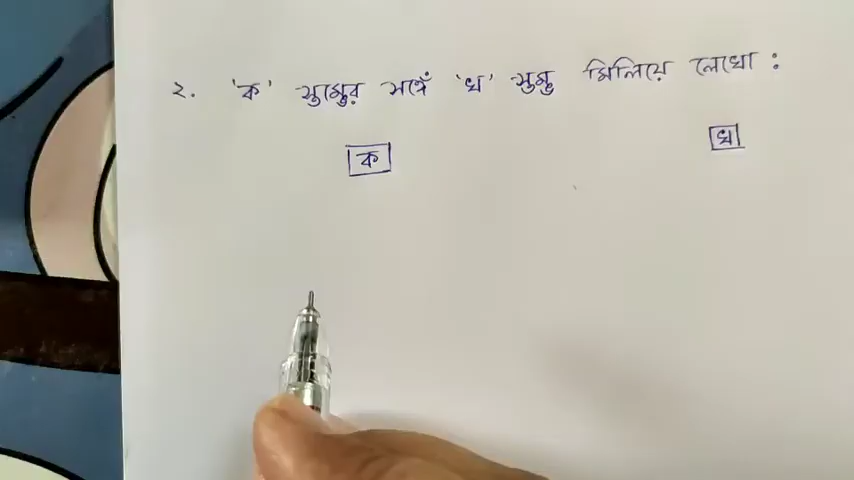 ২. 'ক' স্তম্ভের সঙ্গে 'খ' স্তম্ভ মিলিয়ে লেখো :
ক খ